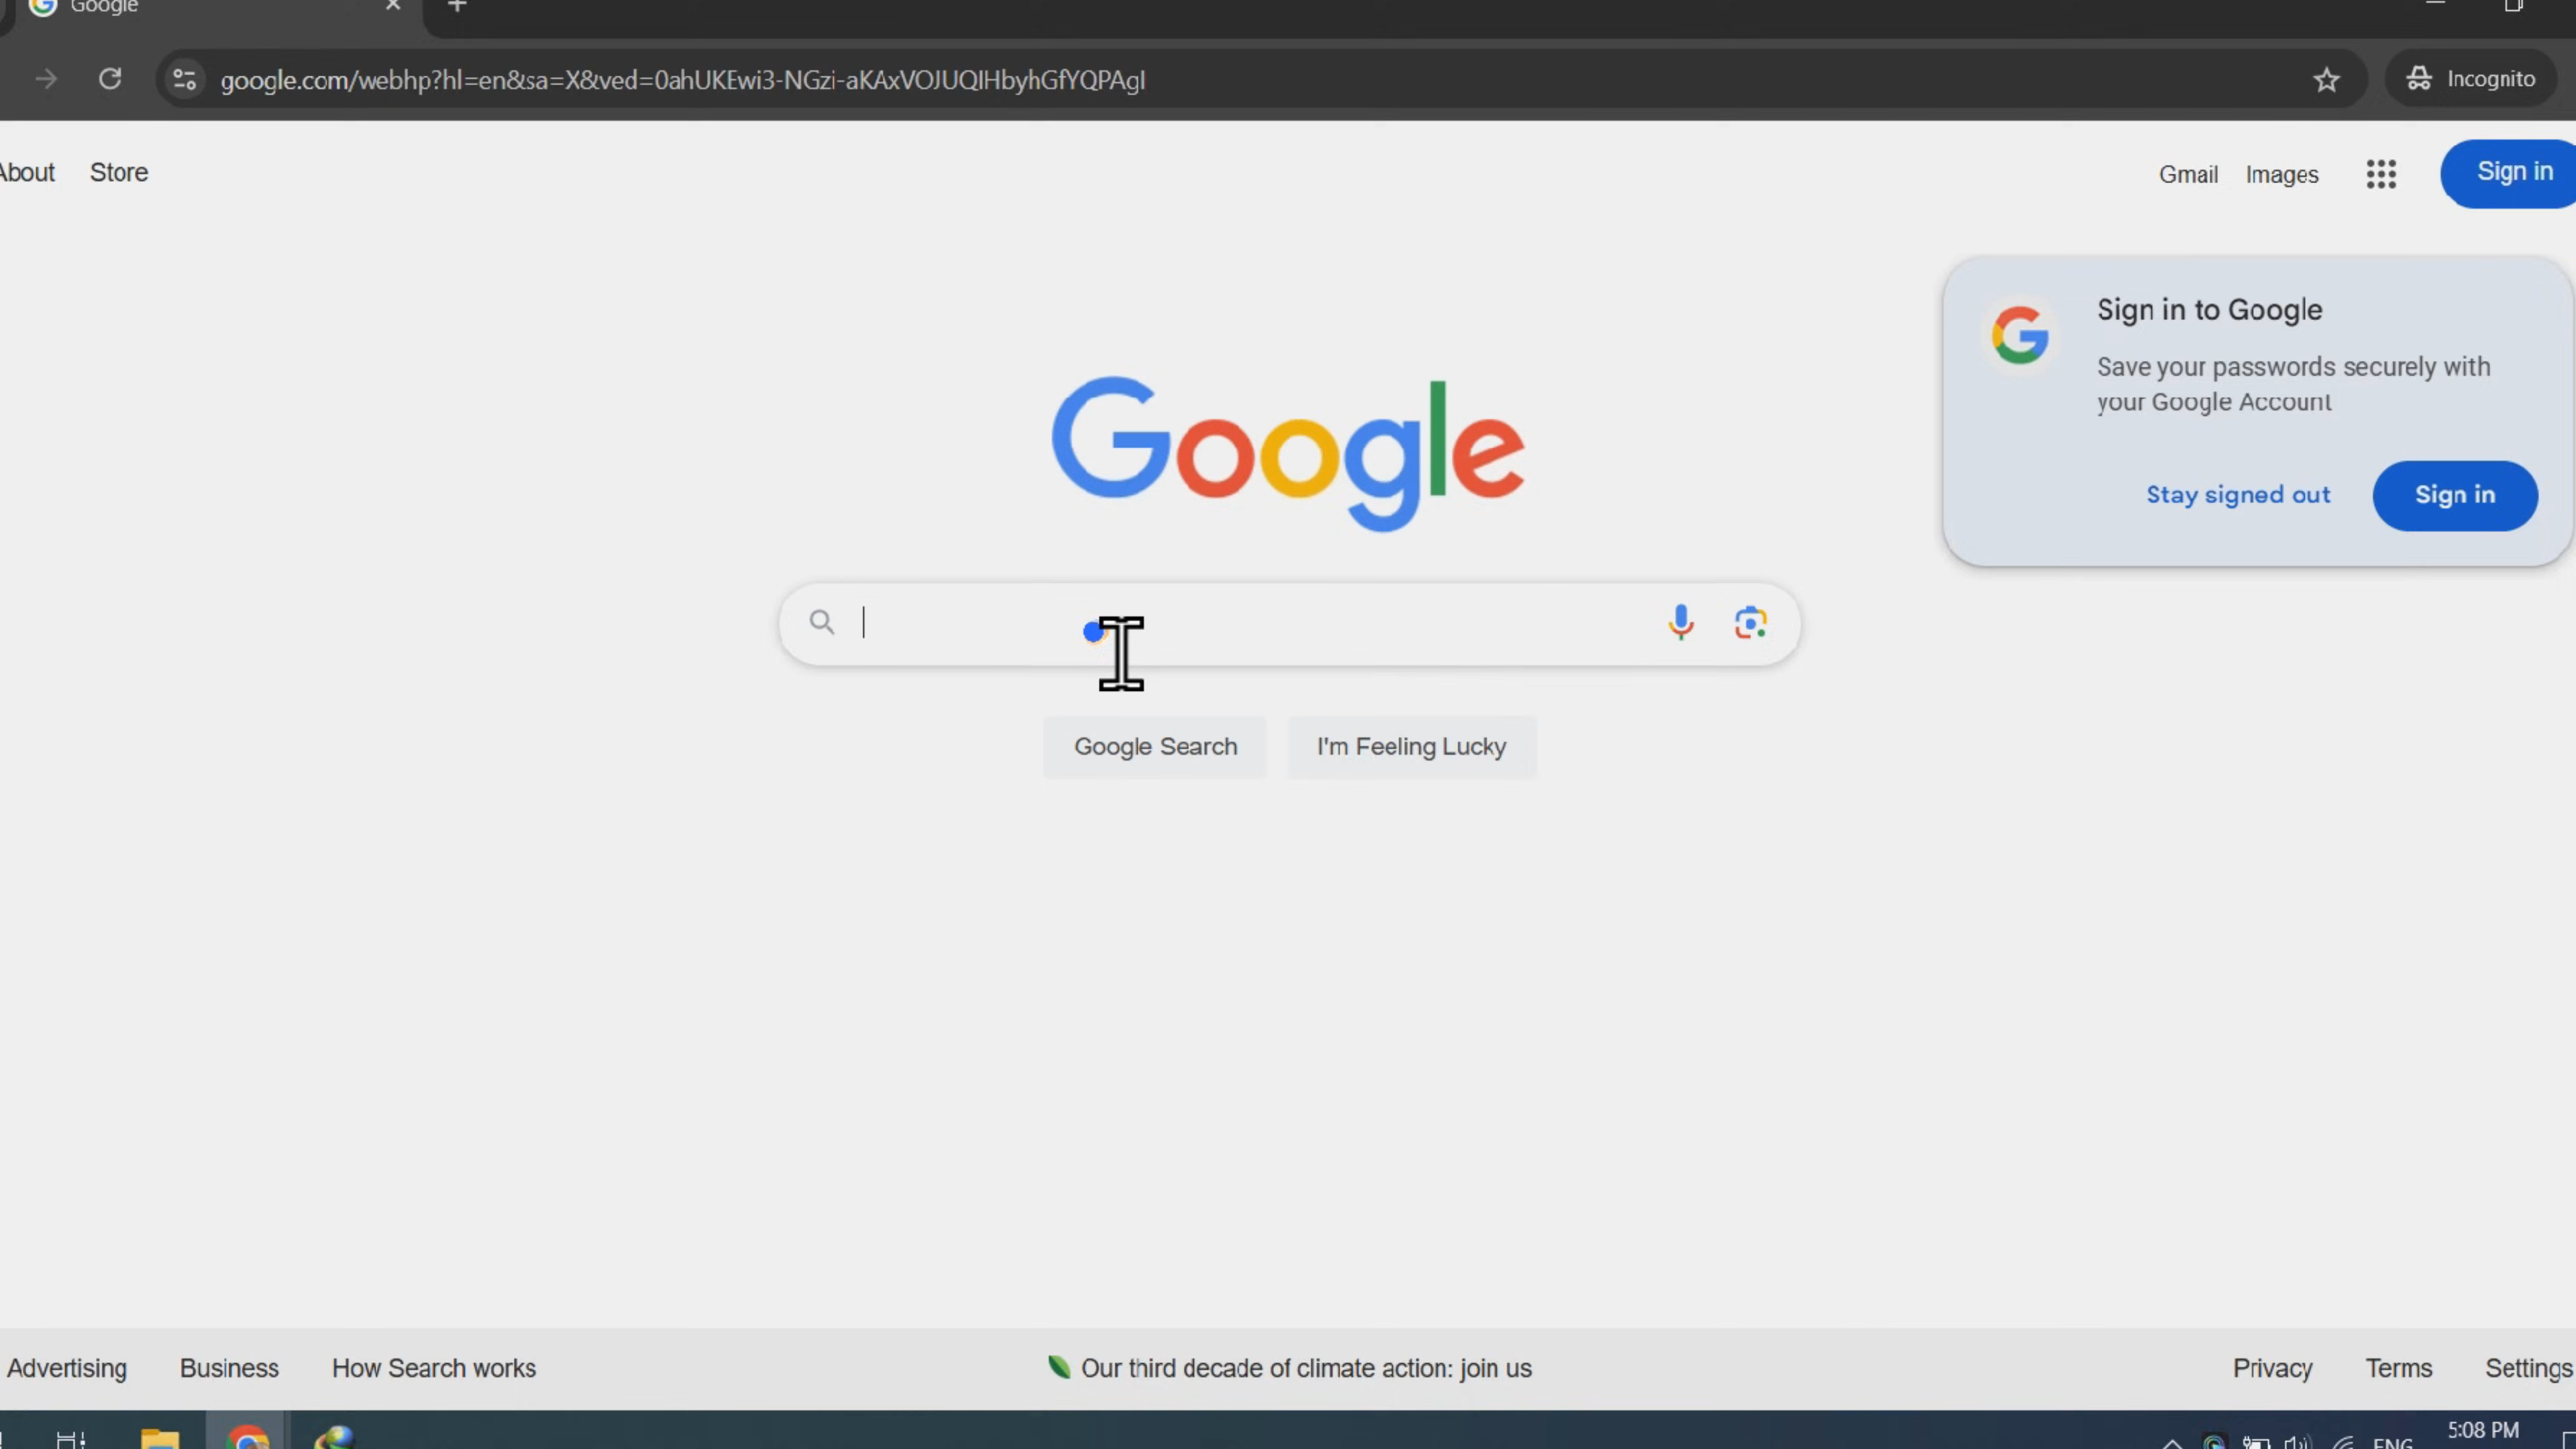 Google
google.com/webhp?hl=en&sa=X&ved=0ahUKEwi3-NGzi-aKAxVOJUQIHbyhGfYQPAgI
Incognito
About Store
Gmail Images Sign in
Sign in to Google
Save your passwords securely with
your Google Account
Stay signed out Sign in
Google
Google Search I'm Feeling Lucky
Advertising Business How Search works
Our third decade of climate action: join us
Privacy Terms Settings
ENG
5:08 PM